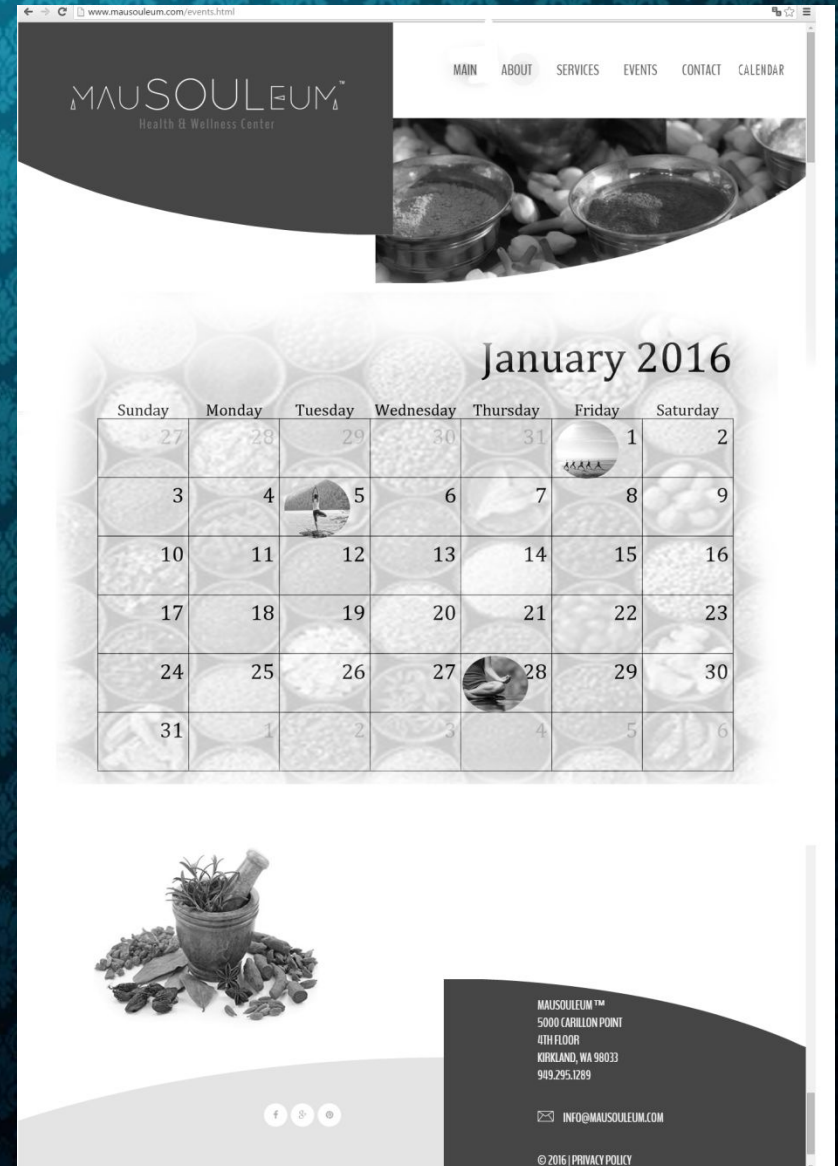 www.mausouleum.com/events.html
MAIN ABOUT SERVICES EVENTS CONTACT CALENDAR
MAUSOULEUM™
Health & Wellness Center
January 2016
Sunday Monday Tuesday Wednesday Thursday Friday Saturday
27 28 29 30 31 1 2
3 4 5 6 7 8 9
10 11 12 13 14 15 16
17 18 19 20 21 22 23
24 25 26 27 28 29 30
31 1 2 3 4 5 6
MAUSOULEUM ™
5000 CARILLON POINT
4TH FLOOR
KIRKLAND, WA 98033
949.295.1289
INFO@MAUSOULEUM.COM
© 2016 | PRIVACY POLICY